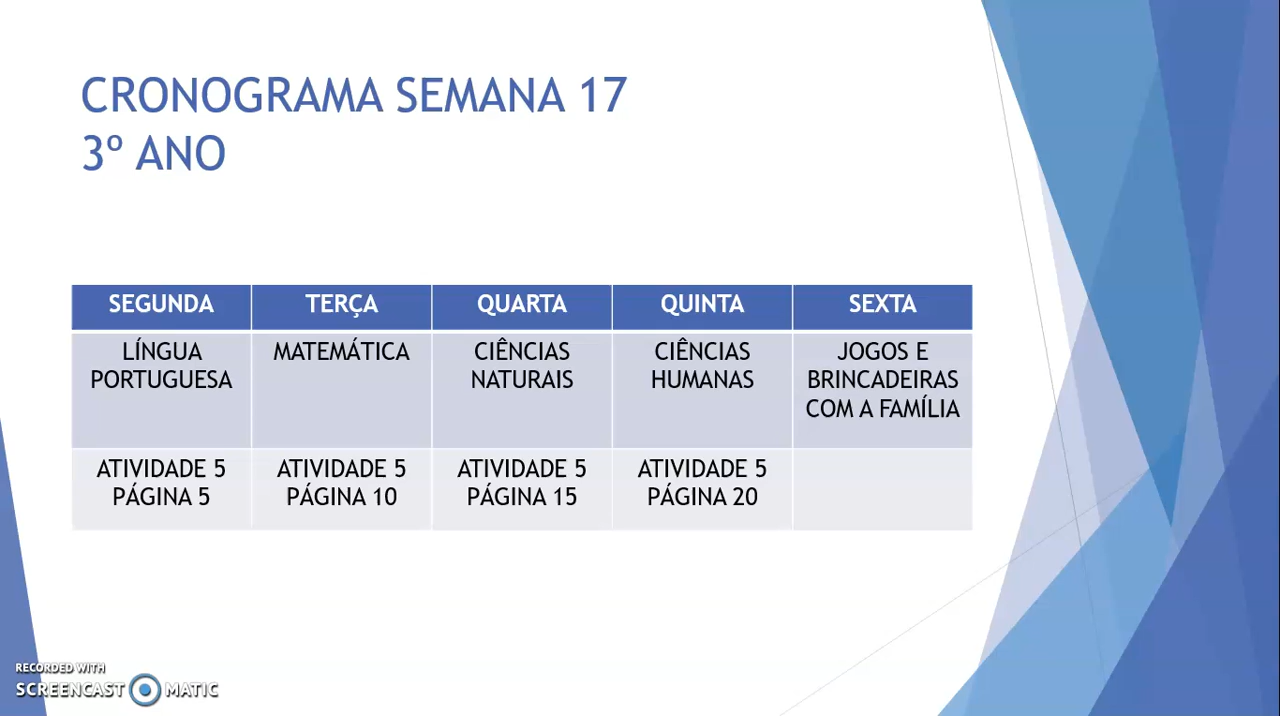 CRONOGRAMA SEMANA 17
3º ANO
SEGUNDA TERÇA QUARTA QUINTA SEXTA
LÍNGUA PORTUGUESA MATEMÁTICA CIÊNCIAS NATURAIS CIÊNCIAS HUMANAS JOGOS E BRINCADEIRAS COM A FAMÍLIA
ATIVIDADE 5 PÁGINA 5 ATIVIDADE 5 PÁGINA 10 ATIVIDADE 5 PÁGINA 15 ATIVIDADE 5 PÁGINA 20
RECORDED WITH
SCREENCAST MATIC